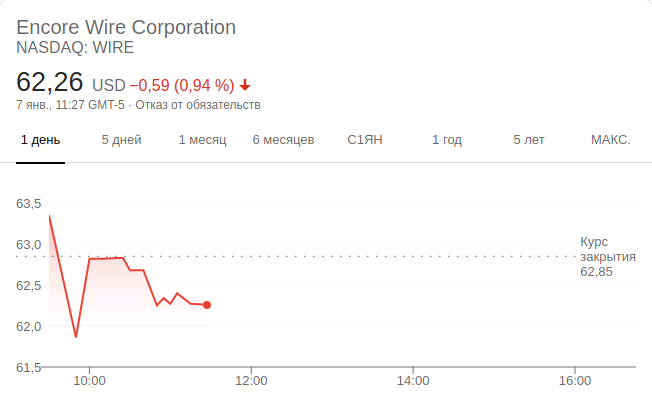 Encore Wire Corporation
NASDAQ: WIRE
62,26 USD −0,59 (0,94 %)
7 янв., 11:27 GMT-5 · Отказ от обязательств
1 день 5 дней 1 месяц 6 месяцев С1ЯН 1 год 5 лет МАКС.
63,5
63,0
62,5
62,0
61,5
Курс
закрытия
62,85
10:00 12:00 14:00 16:00